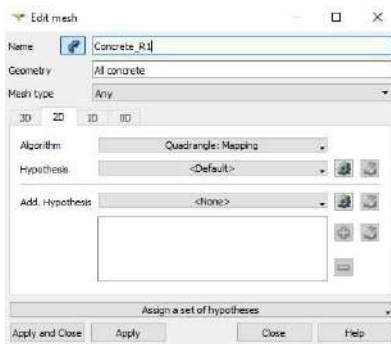 Edit mesh
Name Concrete_R1
Geometry All concrete
Mesh type Any
3D 2D 1D 0D
Algorithm Quadrangle: Mapping
Hypothesis <Default>
Add. Hypothesis <None>
Assign a set of hypotheses
Apply and Close Apply Close Help